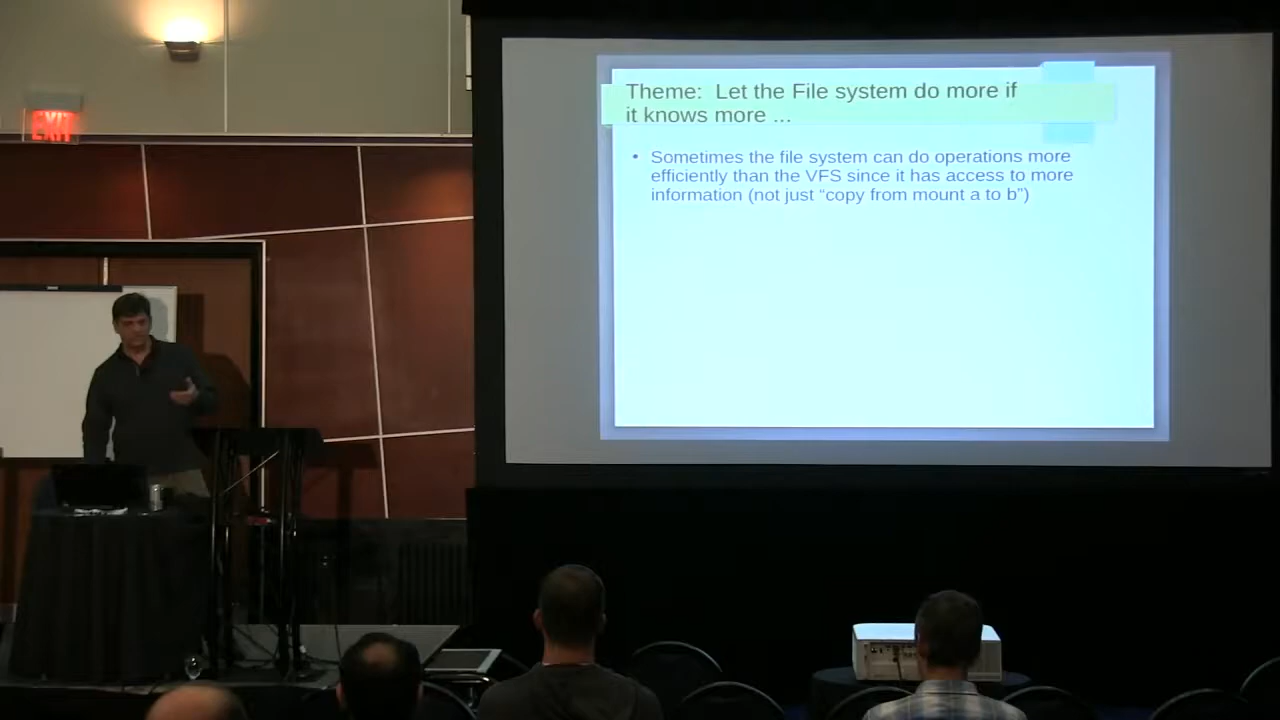 EXIT
Theme: Let the File system do more if
it knows more ...
• Sometimes the file system can do operations more
efficiently than the VFS since it has access to more
information (not just “copy from mount a to b”)